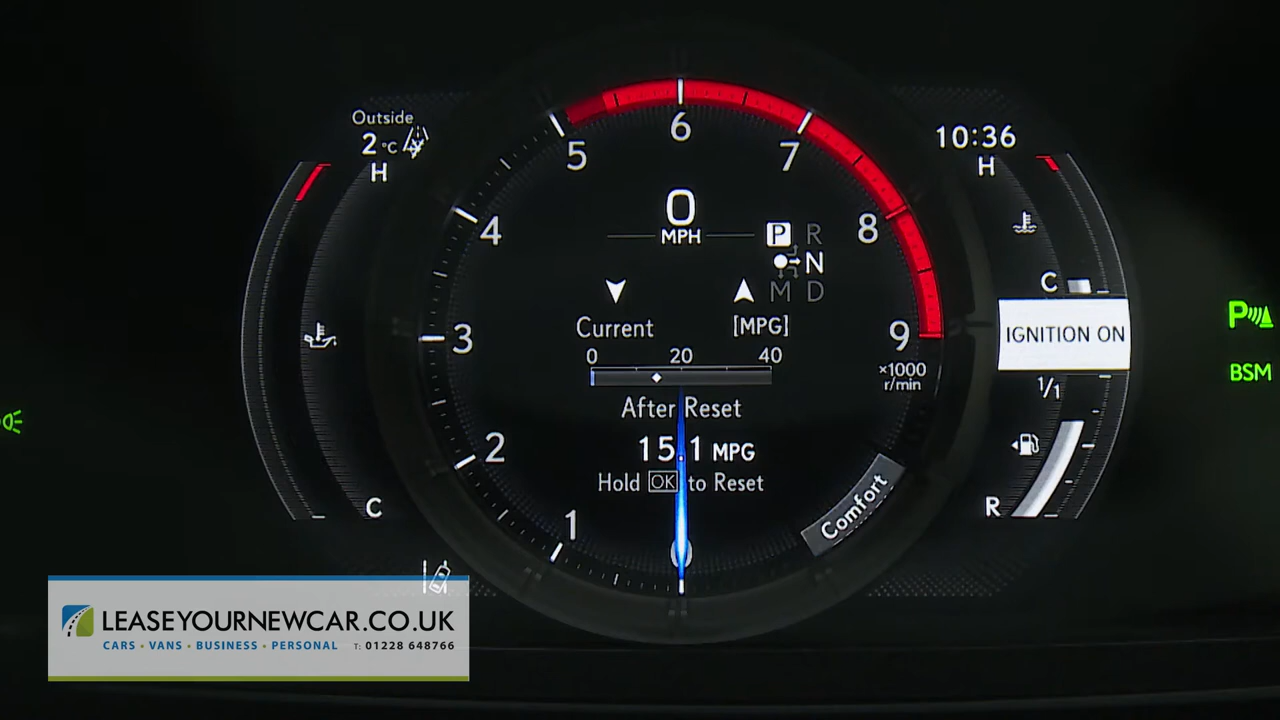 Outside
2 °C
H
C
10:36
H
C
IGNITION ON
1/1
R
P
BSM
1
2
3
4
5
6
7
8
9
×1000
r/min
0
MPH
P R
N
M D
Current [MPG]
0 20 40
After Reset
15.1 MPG
Hold OK to Reset
Comfort
LEASEYOURNEWCAR.CO.UK
CARS • VANS • BUSINESS • PERSONAL T: 01228 648766